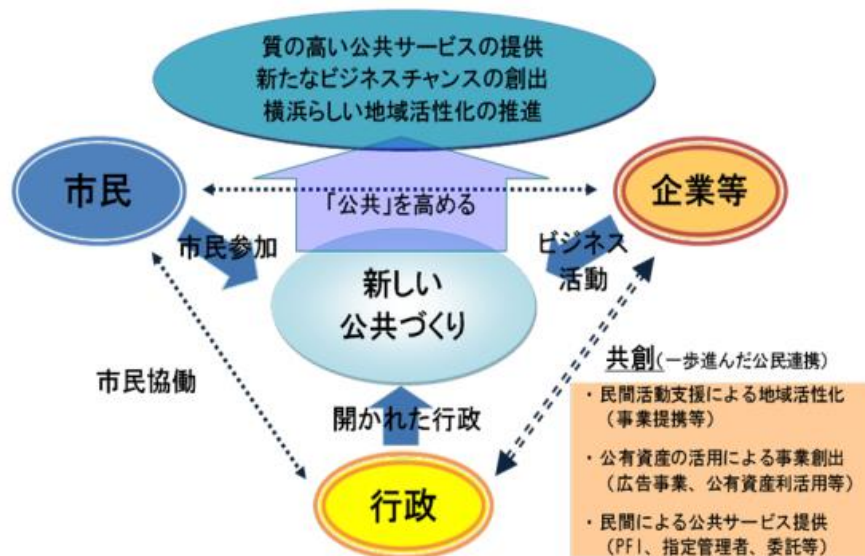 質の高い公共サービスの提供
新たなビジネスチャンスの創出
横浜らしい地域活性化の推進
市民
企業等
「公共」を高める
市民参加
ビジネス
活動
新しい
公共づくり
共創(一歩進んだ公民連携)
市民協働
・民間活動支援による地域活性化
(事業提携等)
開かれた行政
・公有資産の活用による事業創出
(広告事業、公有資産利活用等)
行政
・民間による公共サービス提供
(PFI、指定管理者、委託等)